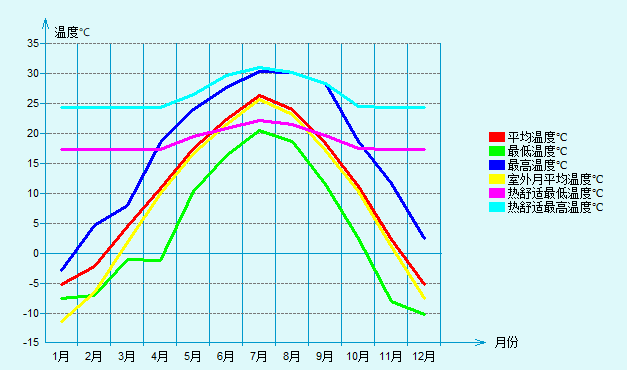 温度℃
35
30
25
20
15
10
5
0
-5
-10
-15
1月 2月 3月 4月 5月 6月 7月 8月 9月 10月 11月 12月
月份
平均温度℃
最低温度℃
最高温度℃
室外月平均温度℃
热舒适最低温度℃
热舒适最高温度℃